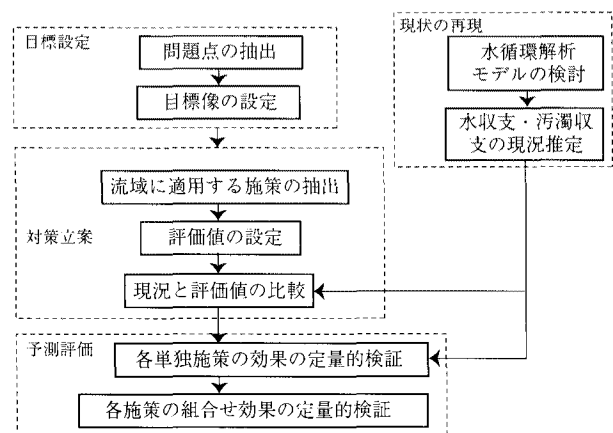 目標設定
問題点の抽出
目標像の設定
現状の再現
水循環解析
モデルの検討
水収支・汚濁収
支の現況推定
流域に適用する施策の抽出
対策立案
評価値の設定
現況と評価値の比較
予測評価
各単独施策の効果の定量的検証
各施策の組合せ効果の定量的検証